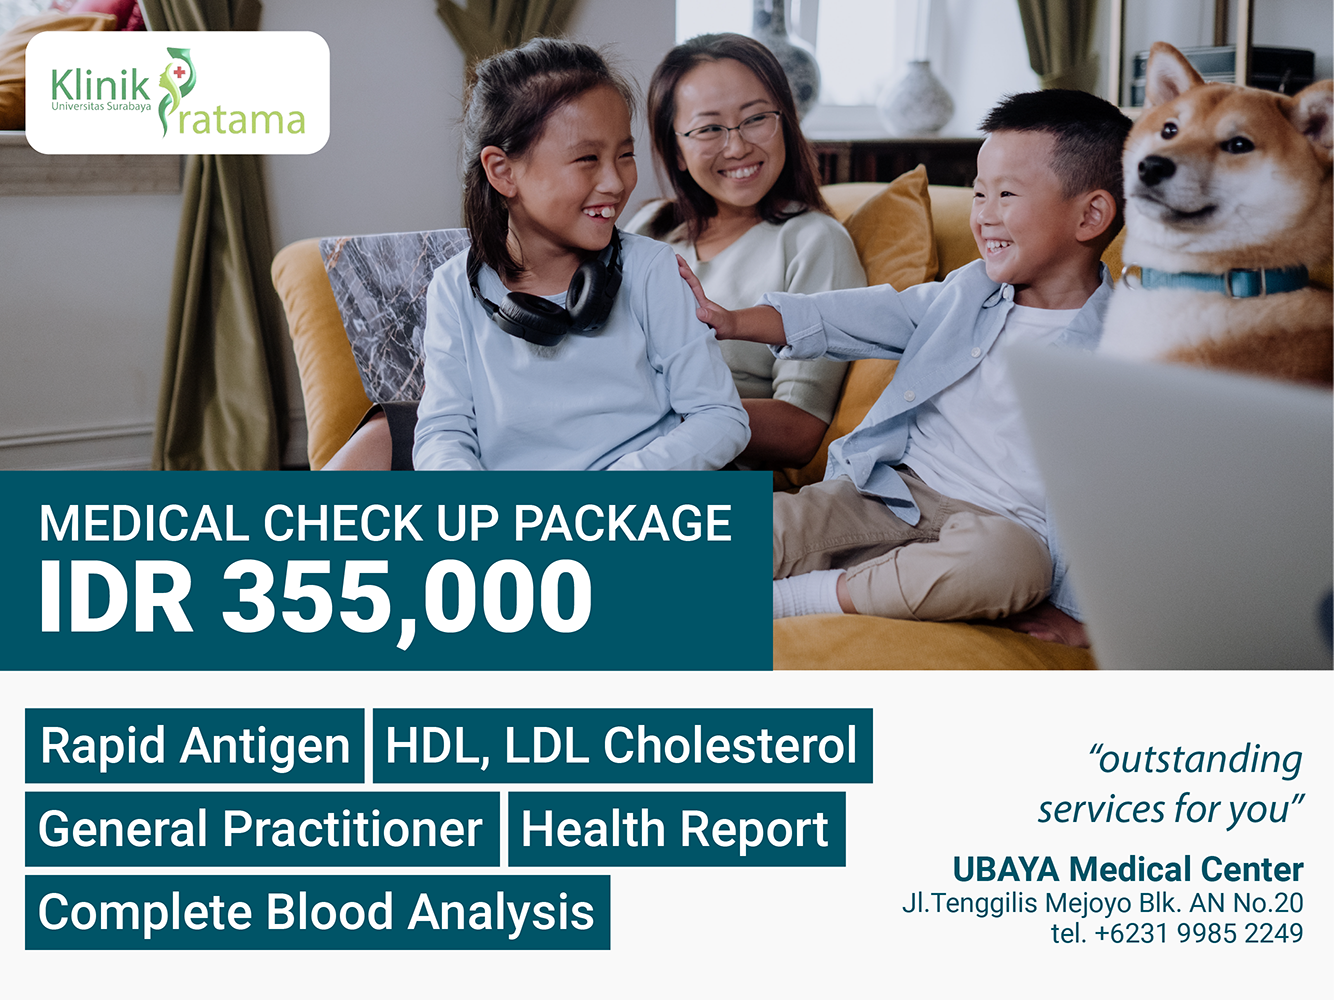 Klinik
Universitas Surabaya
Pratama
MEDICAL CHECK UP PACKAGE
IDR 355,000
Rapid Antigen
HDL, LDL Cholesterol
General Practitioner
Health Report
Complete Blood Analysis
“outstanding
services for you”
UBAYA Medical Center
Jl.Tenggilis Mejoyo Blk. AN No.20
tel. +6231 9985 2249